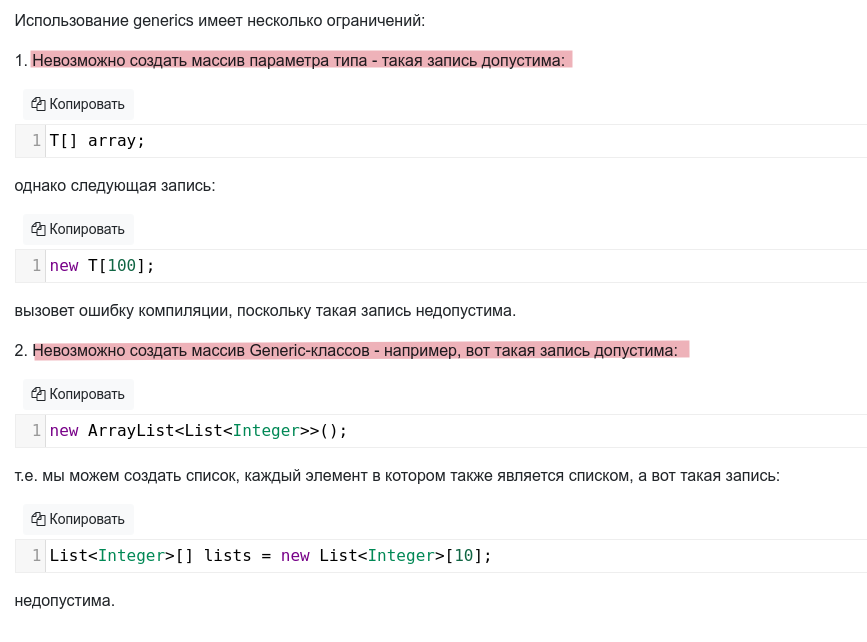 Использование generics имеет несколько ограничений:
1. Невозможно создать массив параметра типа - такая запись допустима:
Копировать
1 T[] array;
однако следующая запись:
Копировать
1 new T[100];
вызовет ошибку компиляции, поскольку такая запись недопустима.
2. Невозможно создать массив Generic-классов - например, вот такая запись допустима:
Копировать
1 new ArrayList<List<Integer>>();
т.е. мы можем создать список, каждый элемент в котором также является списком, а вот такая запись:
Копировать
1 List<Integer>[] lists = new List<Integer>[10];
недопустима.